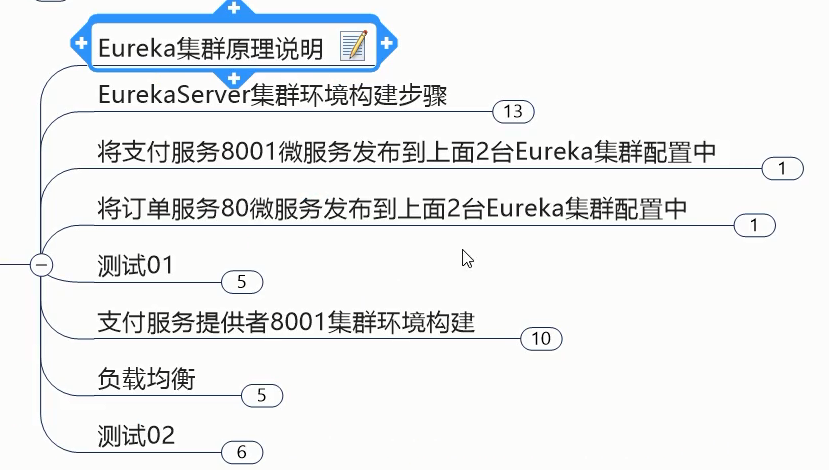 Eureka集群原理说明
EurekaServer集群环境构建步骤
13
将支付服务8001微服务发布到上面2台Eureka集群配置中
1
将订单服务80微服务发布到上面2台Eureka集群配置中
1
测试01
5
支付服务提供者8001集群环境构建
10
负载均衡
5
测试02
6